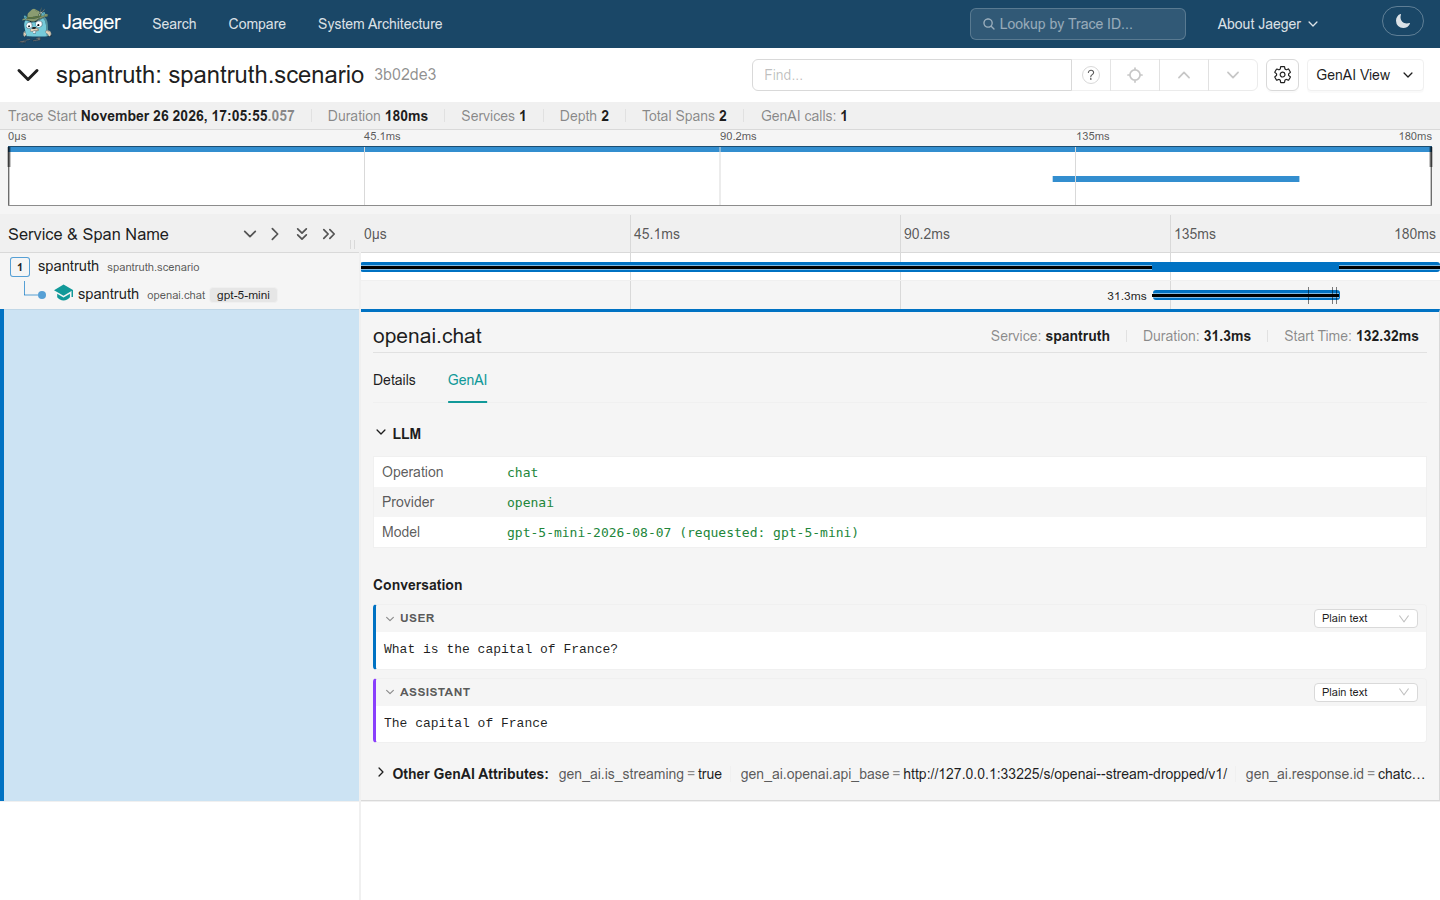 Jaeger Search Compare System Architecture Lookup by Trace ID... About Jaeger
spantruth: spantruth.scenario 3b02de3 Find... ? GenAI View
Trace Start November 26 2026, 17:05:55.057 Duration 180ms Services 1 Depth 2 Total Spans 2 GenAI calls: 1
0μs 45.1ms 90.2ms 135ms 180ms
Service & Span Name 0μs 45.1ms 90.2ms 135ms 180ms
1 spantruth spantruth.scenario
spantruth openai.chat gpt-5-mini 31.3ms
openai.chat Service: spantruth Duration: 31.3ms Start Time: 132.32ms
Details GenAI
LLM
Operation chat
Provider openai
Model gpt-5-mini-2026-08-07 (requested: gpt-5-mini)
Conversation
USER Plain text
What is the capital of France?
ASSISTANT Plain text
The capital of France
Other GenAI Attributes: gen_ai.is_streaming = true gen_ai.openai.api_base = http://127.0.0.1:33225/s/openai--stream-dropped/v1/ gen_ai.response.id = chatc...